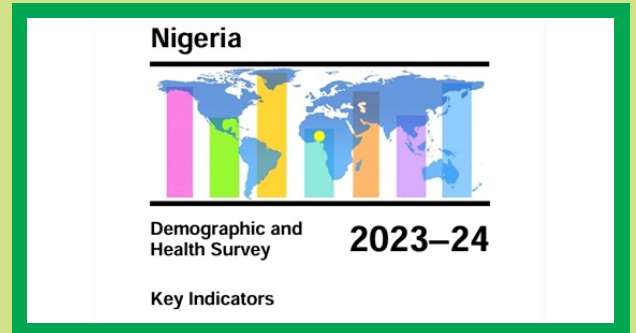 Nigeria
Demographic and
Health Survey
2023–24
Key Indicators